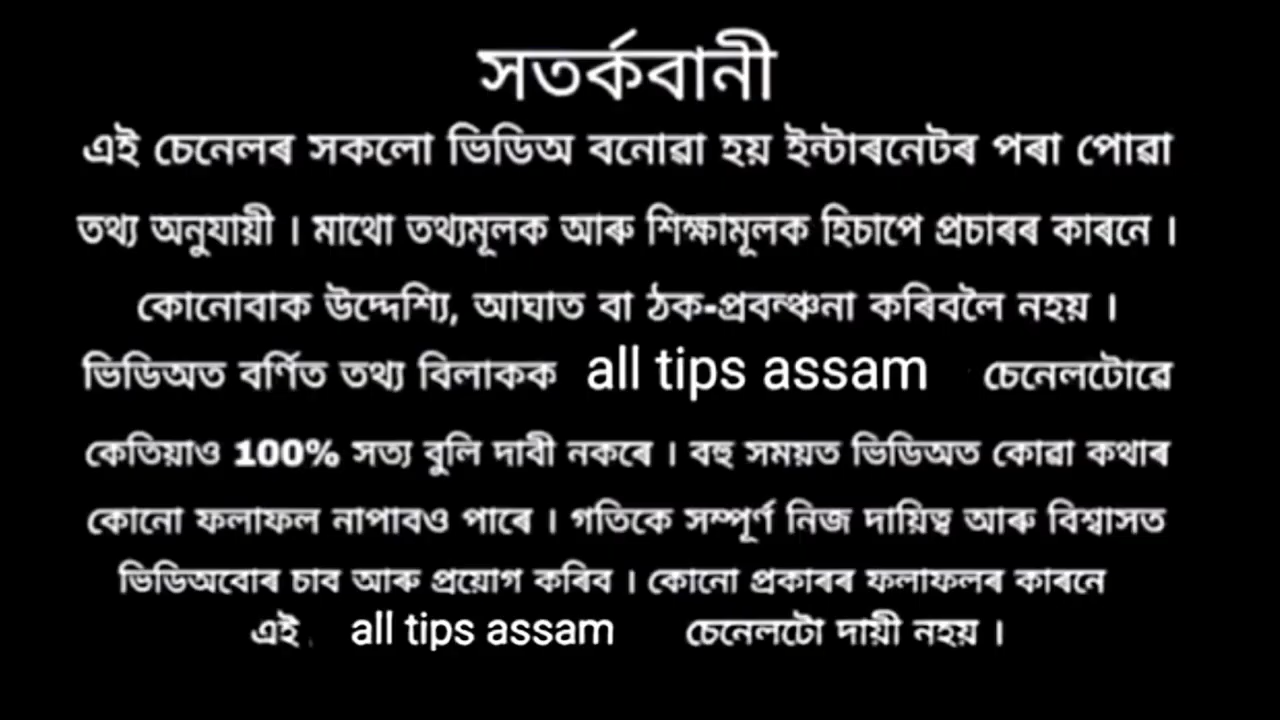 সতৰ্কবানী
এই চেনেলৰ সকলো ভিডিঅ বনোৱা হয় ইন্টাৰনেটৰ পৰা পোৱা
তথ্য অনুযায়ী । মাথো তথ্যমূলক আৰু শিক্ষামূলক হিচাপে প্ৰচাৰৰ কাৰনে ।
কোনোবাক উদ্দেশ্যি, আঘাত বা ঠক-প্ৰবন্ঞ্চনা কৰিবলৈ নহয় ।
ভিডিঅত বৰ্ণিত তথ্য বিলাকক all tips assam চেনেলটোৱে
কেতিয়াও 100% সত্য বুলি দাবী নকৰে । বহু সময়ত ভিডিঅত কোৱা কথাৰ
কোনো ফলাফল নাপাবও পাৰে । গতিকে সম্পূৰ্ণ নিজ দায়িত্ব আৰু বিশ্বাসত
ভিডিঅবোৰ চাব আৰু প্ৰয়োগ কৰিব । কোনো প্ৰকাৰৰ ফলাফলৰ কাৰনে
এই all tips assam চেনেলটো দায়ী নহয় ।